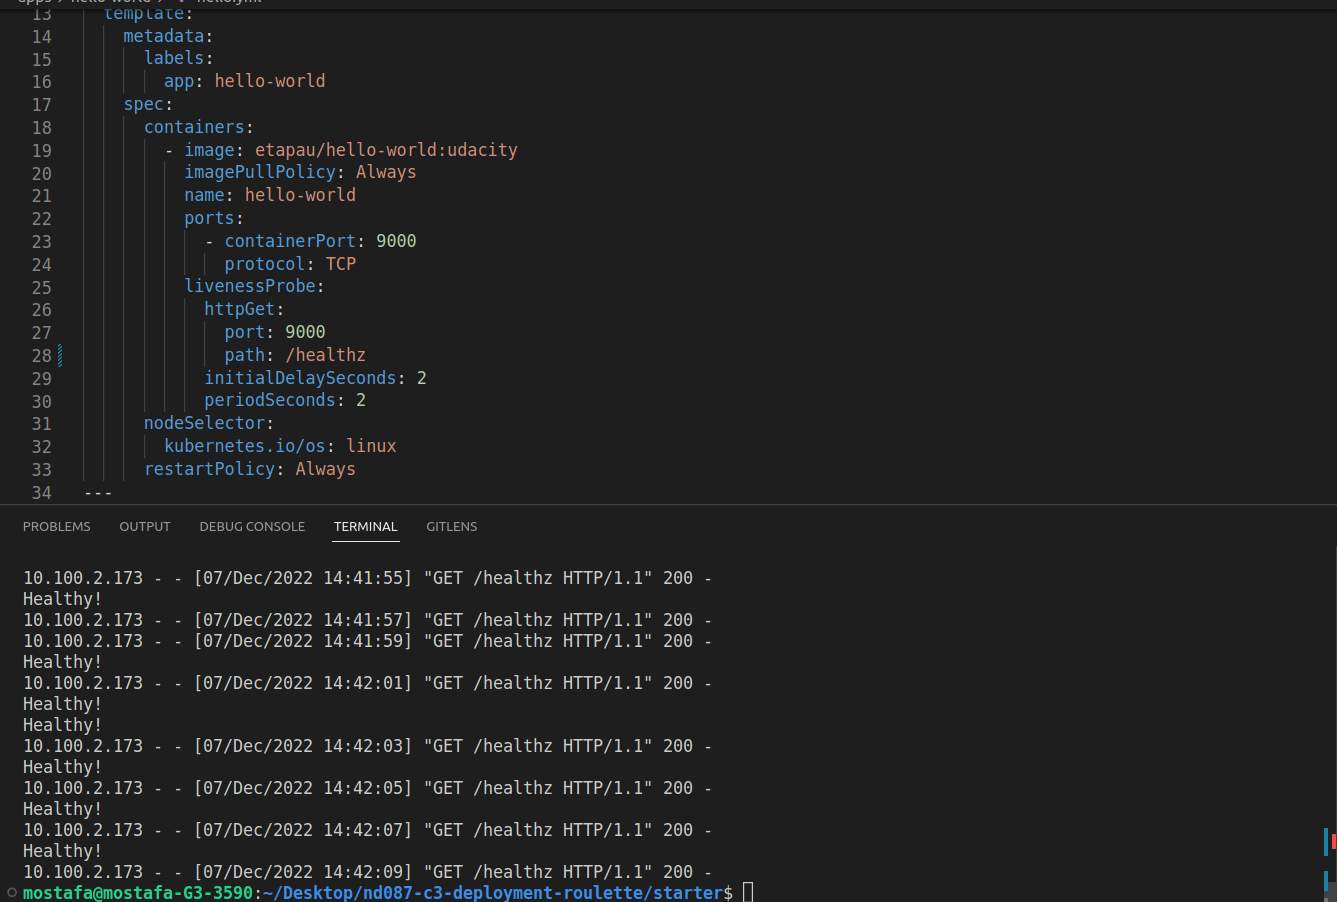 13 template:
14 metadata:
15 labels:
16 app: hello-world
17 spec:
18 containers:
19 - image: etapau/hello-world:udacity
20 imagePullPolicy: Always
21 name: hello-world
22 ports:
23 - containerPort: 9000
24 protocol: TCP
25 livenessProbe:
26 httpGet:
27 port: 9000
28 path: /healthz
29 initialDelaySeconds: 2
30 periodSeconds: 2
31 nodeSelector:
32 kubernetes.io/os: linux
33 restartPolicy: Always
34 ---
PROBLEMS OUTPUT DEBUG CONSOLE TERMINAL GITLENS
10.100.2.173 - - [07/Dec/2022 14:41:55] "GET /healthz HTTP/1.1" 200 -
Healthy!
10.100.2.173 - - [07/Dec/2022 14:41:57] "GET /healthz HTTP/1.1" 200 -
10.100.2.173 - - [07/Dec/2022 14:41:59] "GET /healthz HTTP/1.1" 200 -
Healthy!
10.100.2.173 - - [07/Dec/2022 14:42:01] "GET /healthz HTTP/1.1" 200 -
Healthy!
Healthy!
10.100.2.173 - - [07/Dec/2022 14:42:03] "GET /healthz HTTP/1.1" 200 -
Healthy!
10.100.2.173 - - [07/Dec/2022 14:42:05] "GET /healthz HTTP/1.1" 200 -
Healthy!
10.100.2.173 - - [07/Dec/2022 14:42:07] "GET /healthz HTTP/1.1" 200 -
Healthy!
10.100.2.173 - - [07/Dec/2022 14:42:09] "GET /healthz HTTP/1.1" 200 -
mostafa@mostafa-G3-3590:~/Desktop/nd087-c3-deployment-roulette/starter$